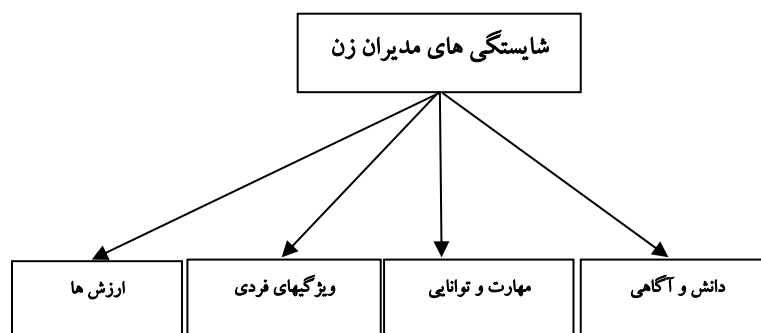 شایستگی های مدیران زن
دانش و آگاهی
مهارت و توانایی
ویژگیهای فردی
ارزش ها